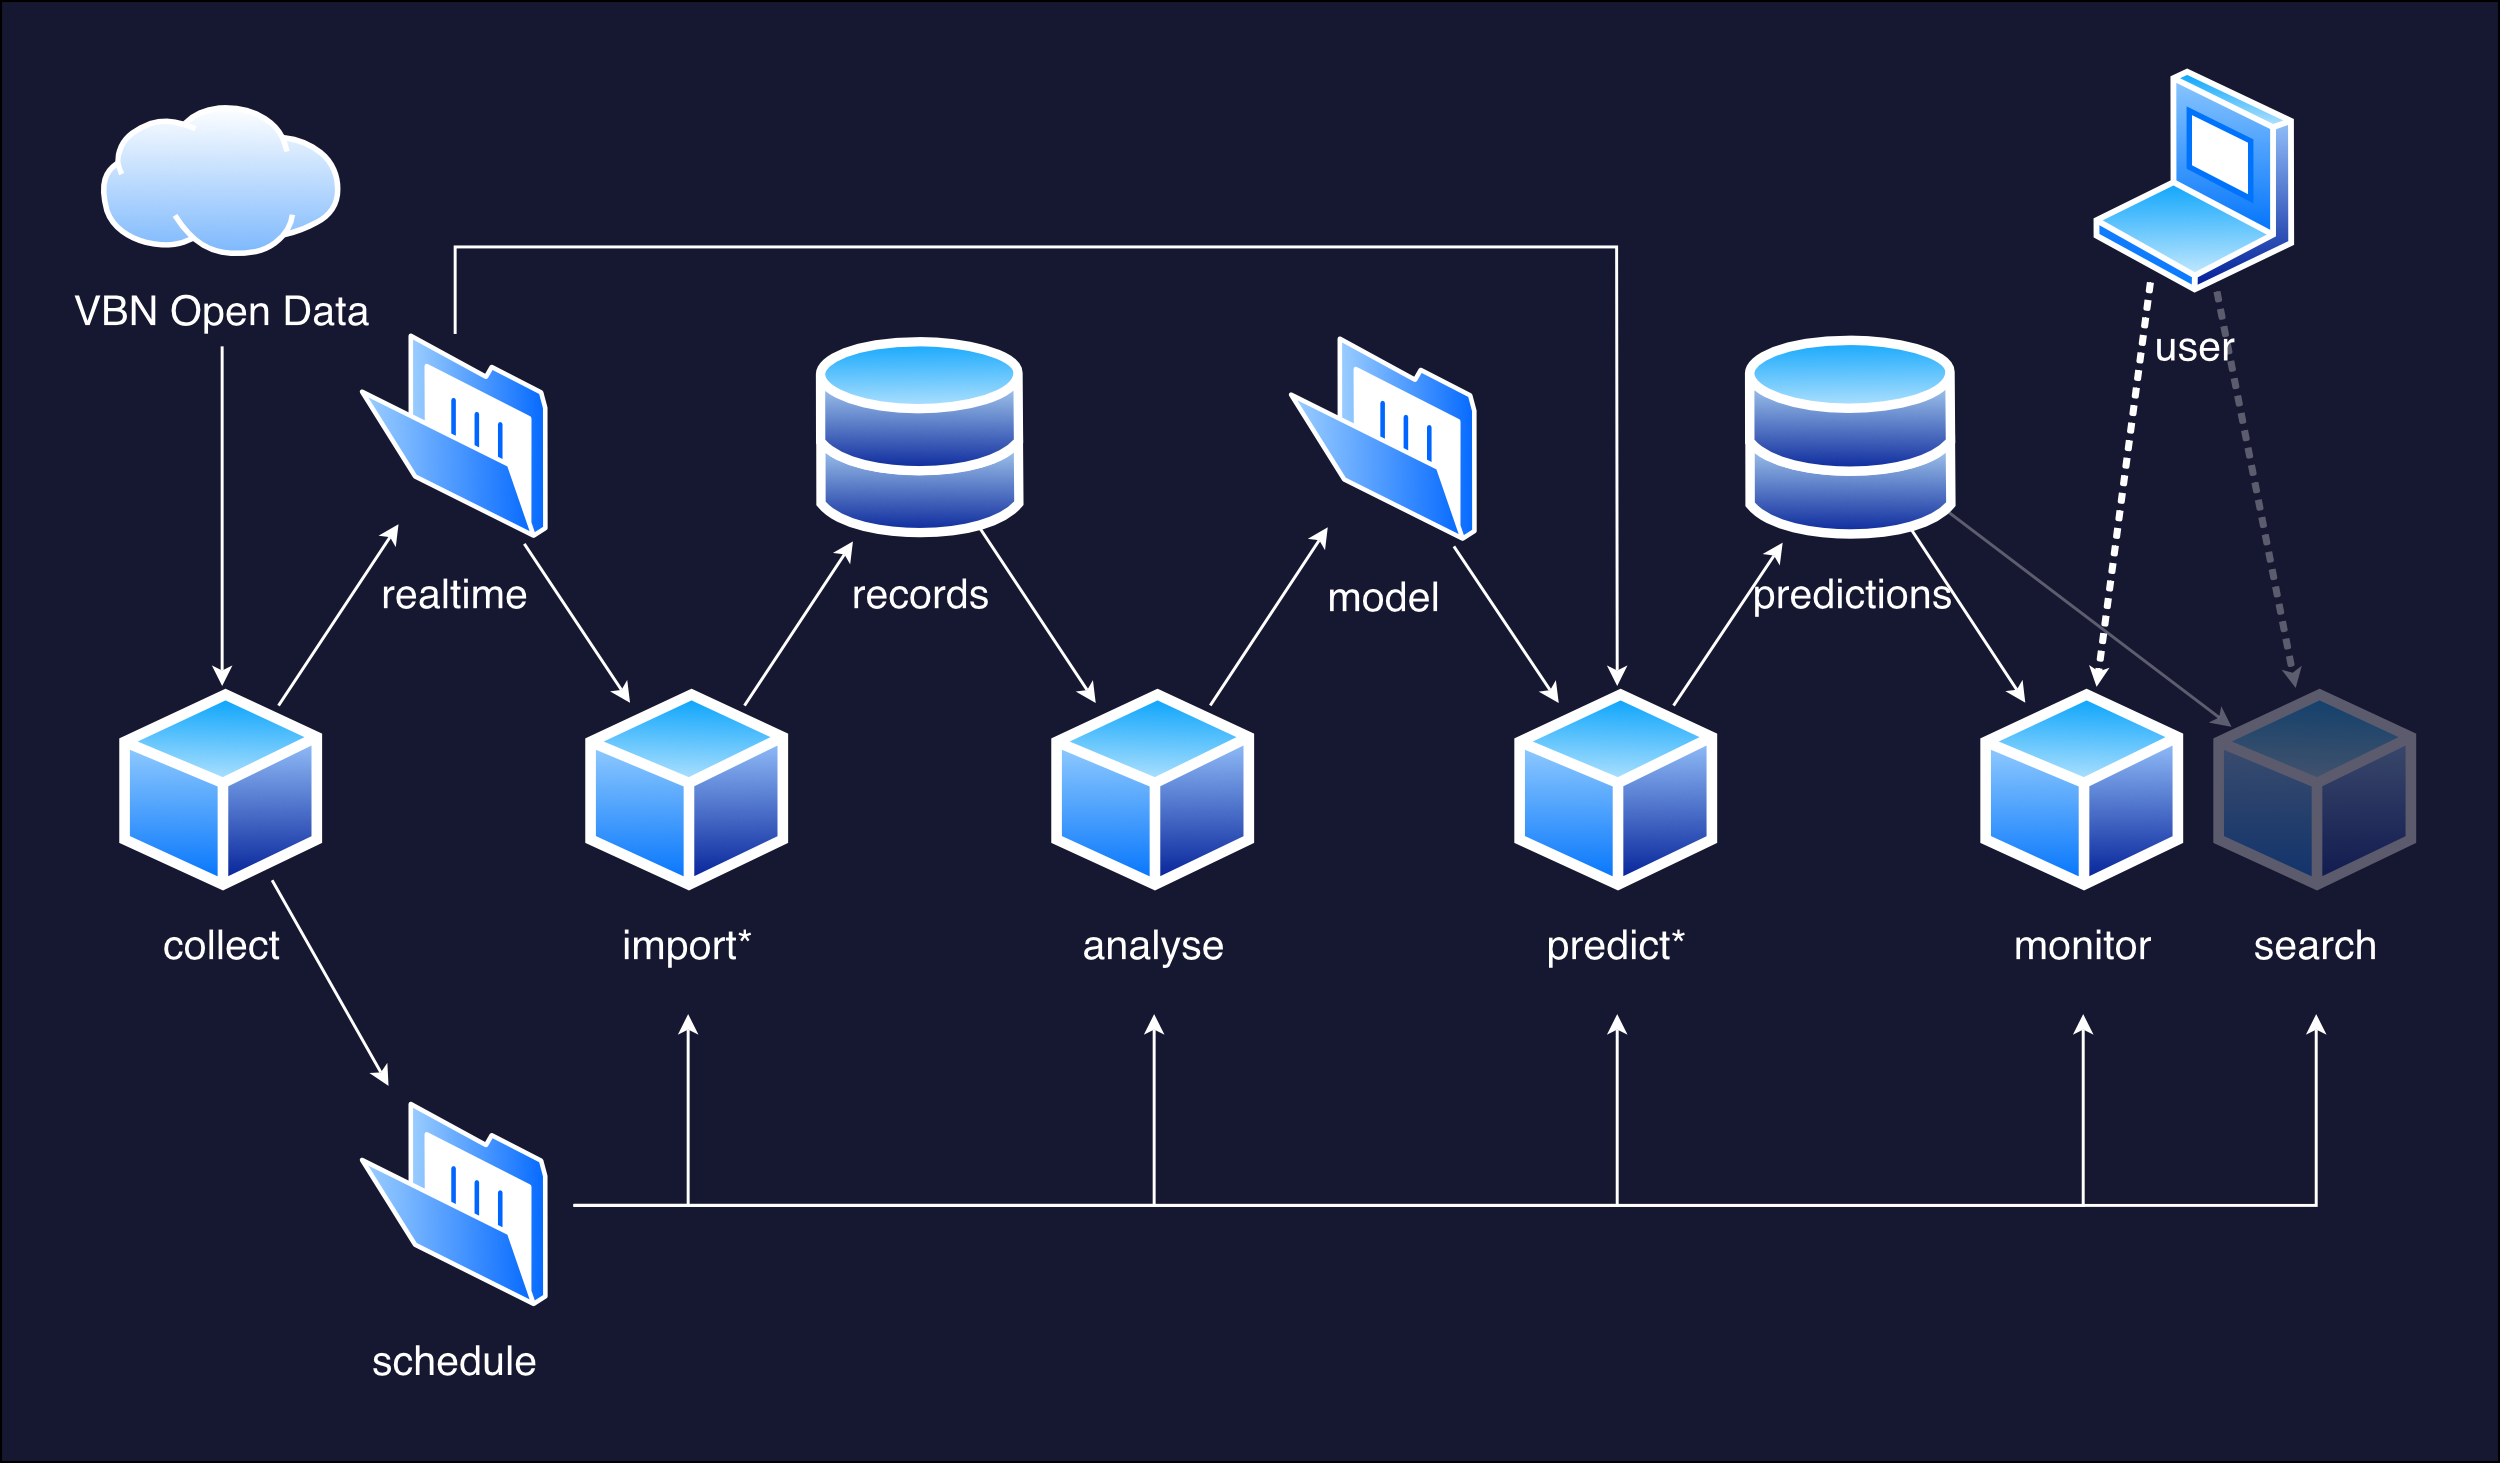 VBN Open Data
user
realtime
records
model
predictions
collect
import*
analyse
predict*
monitor
search
schedule